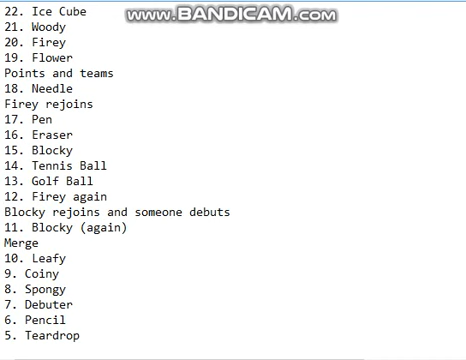 www.BANDICAM.com
22. Ice Cube
21. Woody
20. Firey
19. Flower
Points and teams
18. Needle
Firey rejoins
17. Pen
16. Eraser
15. Blocky
14. Tennis Ball
13. Golf Ball
12. Firey again
Blocky rejoins and someone debuts
11. Blocky (again)
Merge
10. Leafy
9. Coiny
8. Spongy
7. Debuter
6. Pencil
5. Teardrop